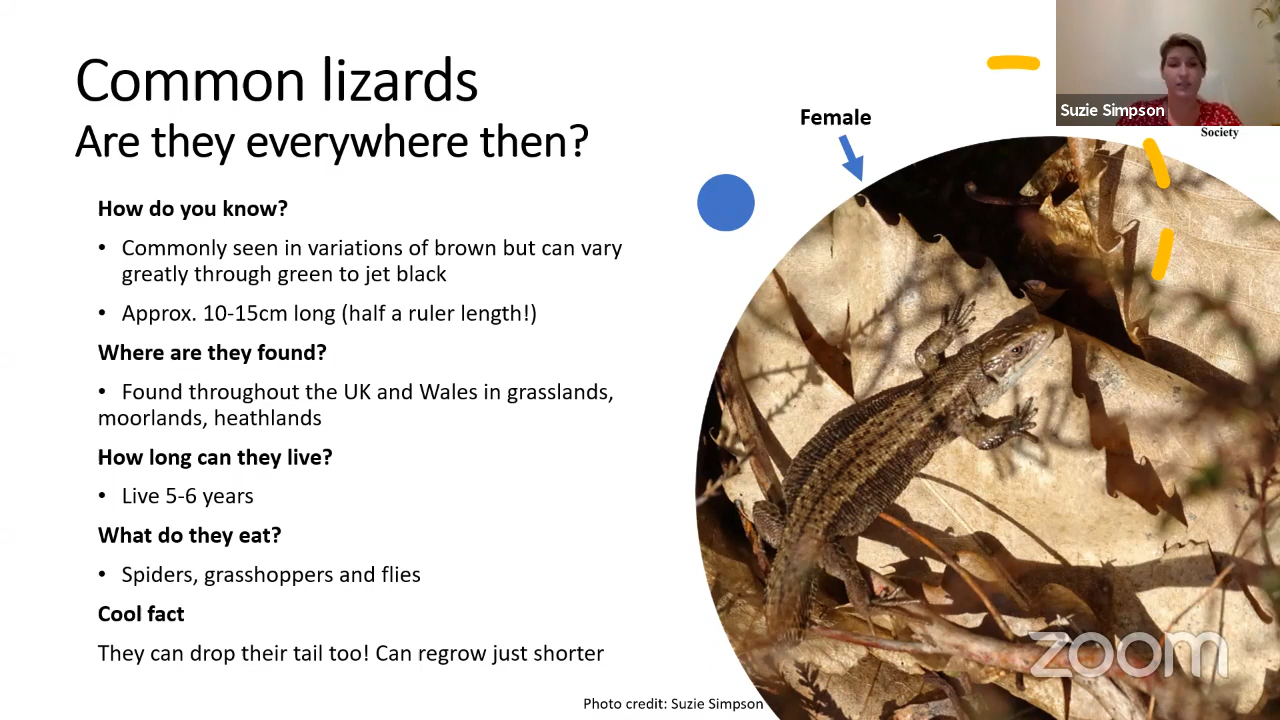 Common lizards
Are they everywhere then?
How do you know?
• Commonly seen in variations of brown but can vary
greatly through green to jet black
• Approx. 10-15cm long (half a ruler length!)
Where are they found?
• Found throughout the UK and Wales in grasslands,
moorlands, heathlands
How long can they live?
• Live 5-6 years
What do they eat?
• Spiders, grasshoppers and flies
Cool fact
They can drop their tail too! Can regrow just shorter
Photo credit: Suzie Simpson
Female
Suzie Simpson
Society
zoom